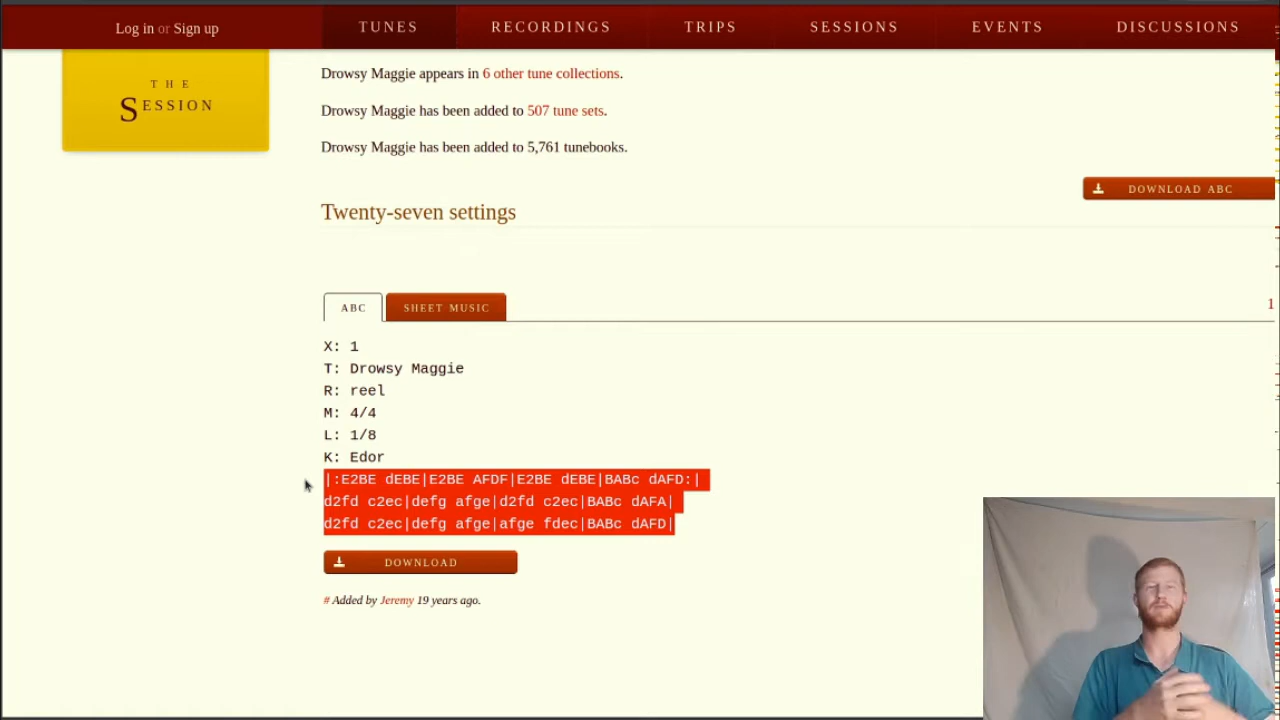 Log in or Sign up
TUNES
RECORDINGS
TRIPS
SESSIONS
EVENTS
DISCUSSIONS
THE
SESSION
Drowsy Maggie appears in 6 other tune collections.
Drowsy Maggie has been added to 507 tune sets.
Drowsy Maggie has been added to 5,761 tunebooks.
DOWNLOAD ABC
Twenty-seven settings
ABC
SHEET MUSIC
1
X: 1
T: Drowsy Maggie
R: reel
M: 4/4
L: 1/8
K: Edor
|:E2BE dEBE|E2BE AFDF|E2BE dEBE|BABc dAFD:|
d2fd c2ec|defg afge|d2fd c2ec|BABc dAFA|
d2fd c2ec|defg afge|afge fdec|BABc dAFD|
DOWNLOAD
# Added by Jeremy 19 years ago.